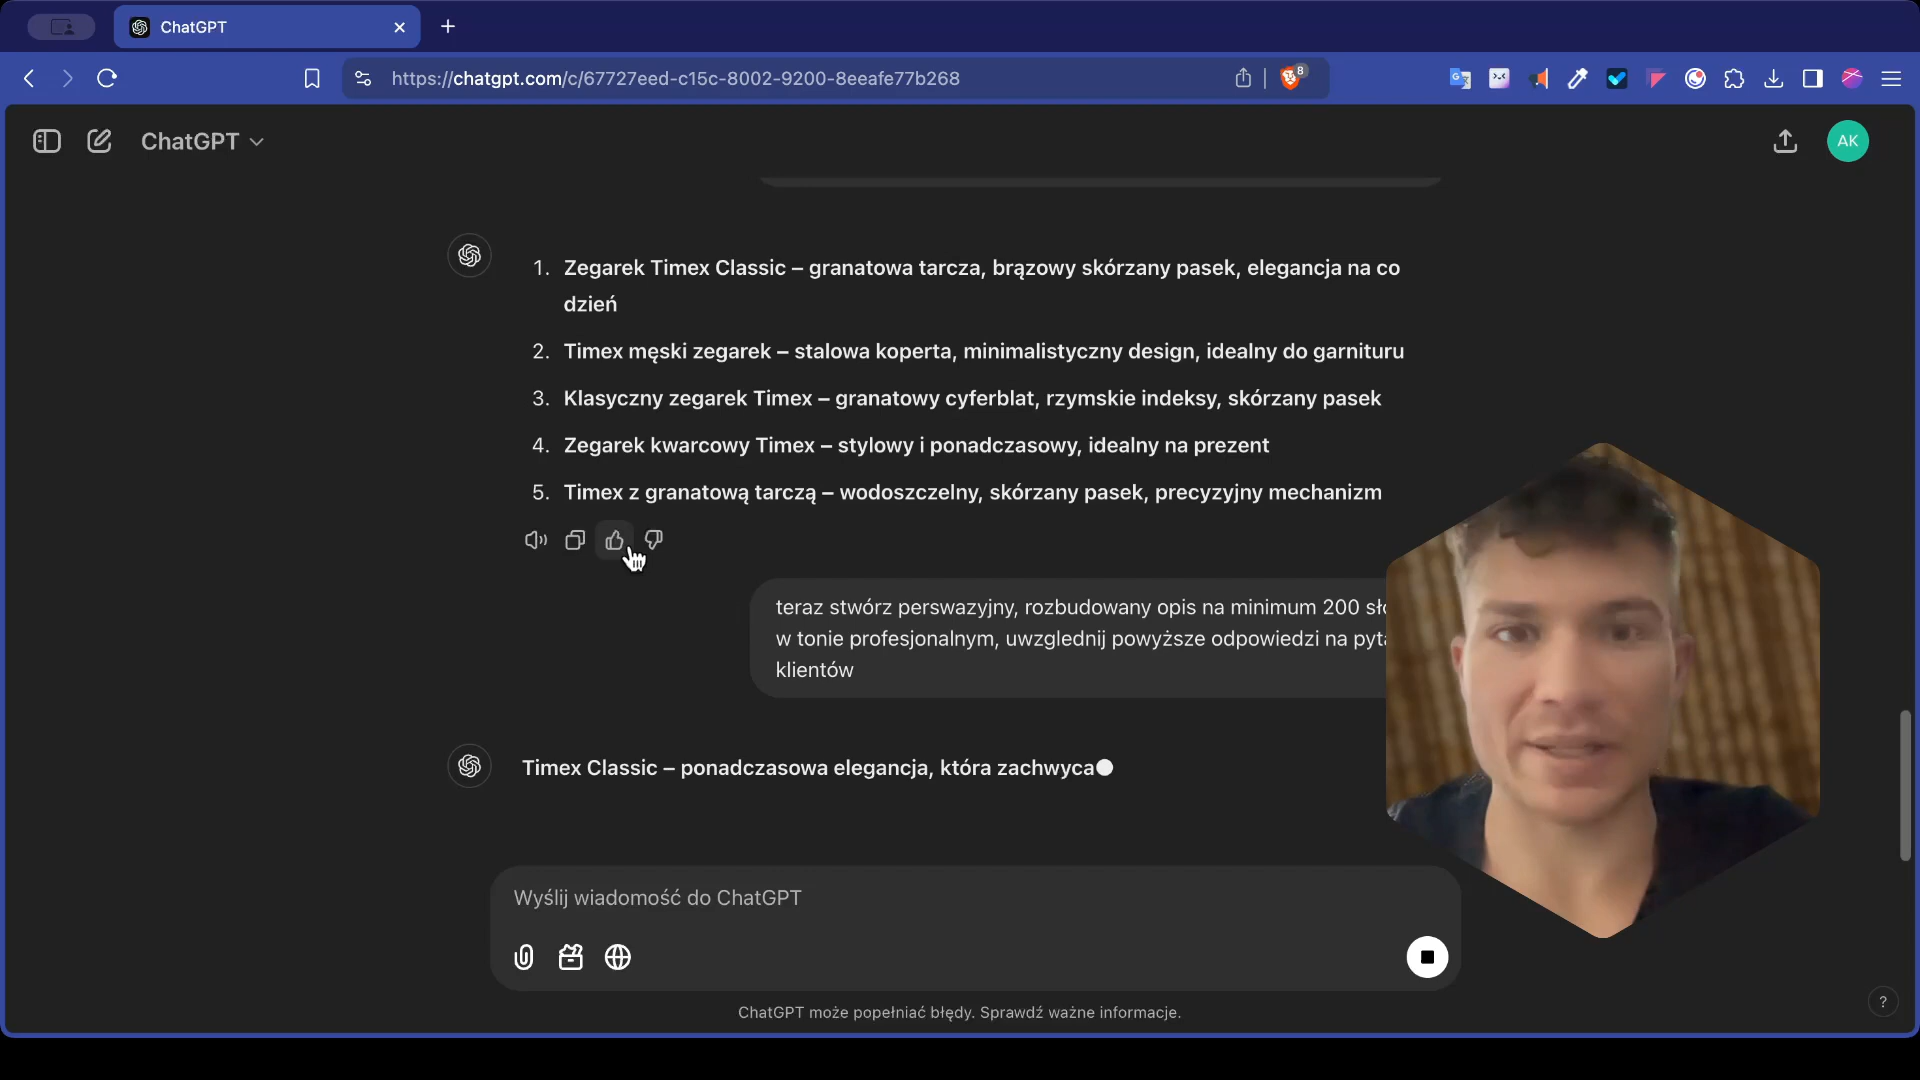 ChatGPT
https://chatgpt.com/c/67727eed-c15c-8002-9200-8eeafe77b268
8
ChatGPT
AK
1. Zegarek Timex Classic – granatowa tarcza, brązowy skórzany pasek, elegancja na co
dzień
2. Timex męski zegarek – stalowa koperta, minimalistyczny design, idealny do garnituru
3. Klasyczny zegarek Timex – granatowy cyferblat, rzymskie indeksy, skórzany pasek
4. Zegarek kwarcowy Timex – stylowy i ponadczasowy, idealny na prezent
5. Timex z granatową tarczą – wodoszczelny, skórzany pasek, precyzyjny mechanizm
teraz stwórz perswazyjny, rozbudowany opis na minimum 200
w tonie profesjonalnym, uwzglednij powyższe odpowiedzi na
klientów
Timex Classic – ponadczasowa elegancja, która zachwyca
Wyślij wiadomość do ChatGPT
ChatGPT może popełniać błędy. Sprawdź ważne informacje.
?